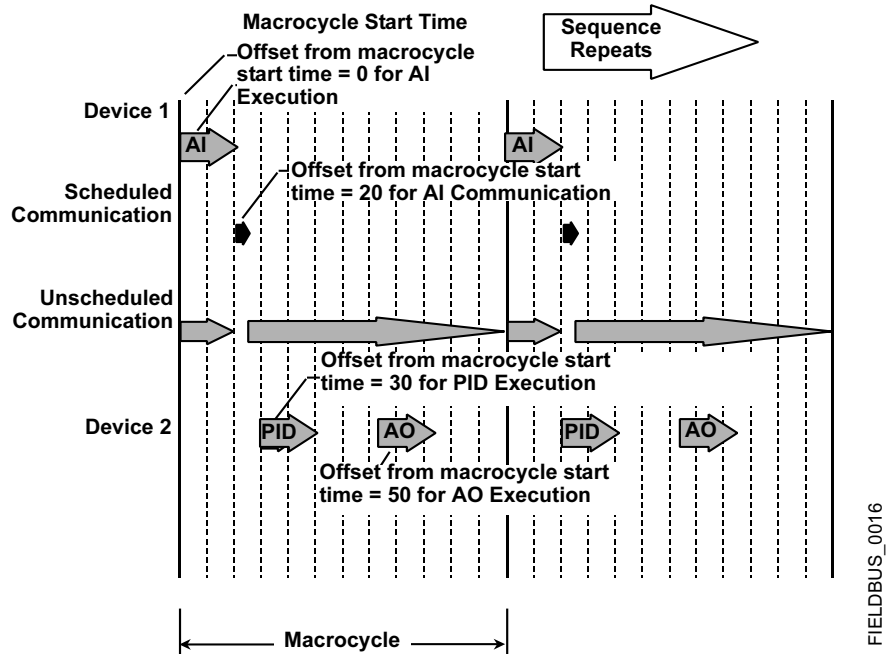 Macrocycle Start Time
Offset from macrocycle
start time = 0 for AI
Execution
Sequence
Repeats
Device 1
AI
AI
Offset from macrocycle start
time = 20 for AI Communication
Scheduled
Communication
Unscheduled
Communication
Offset from macrocycle start
time = 30 for PID Execution
Device 2
PID
AO
PID
AO
Offset from macrocycle start
time = 50 for AO Execution
Macrocycle
FIELDBUS_0016